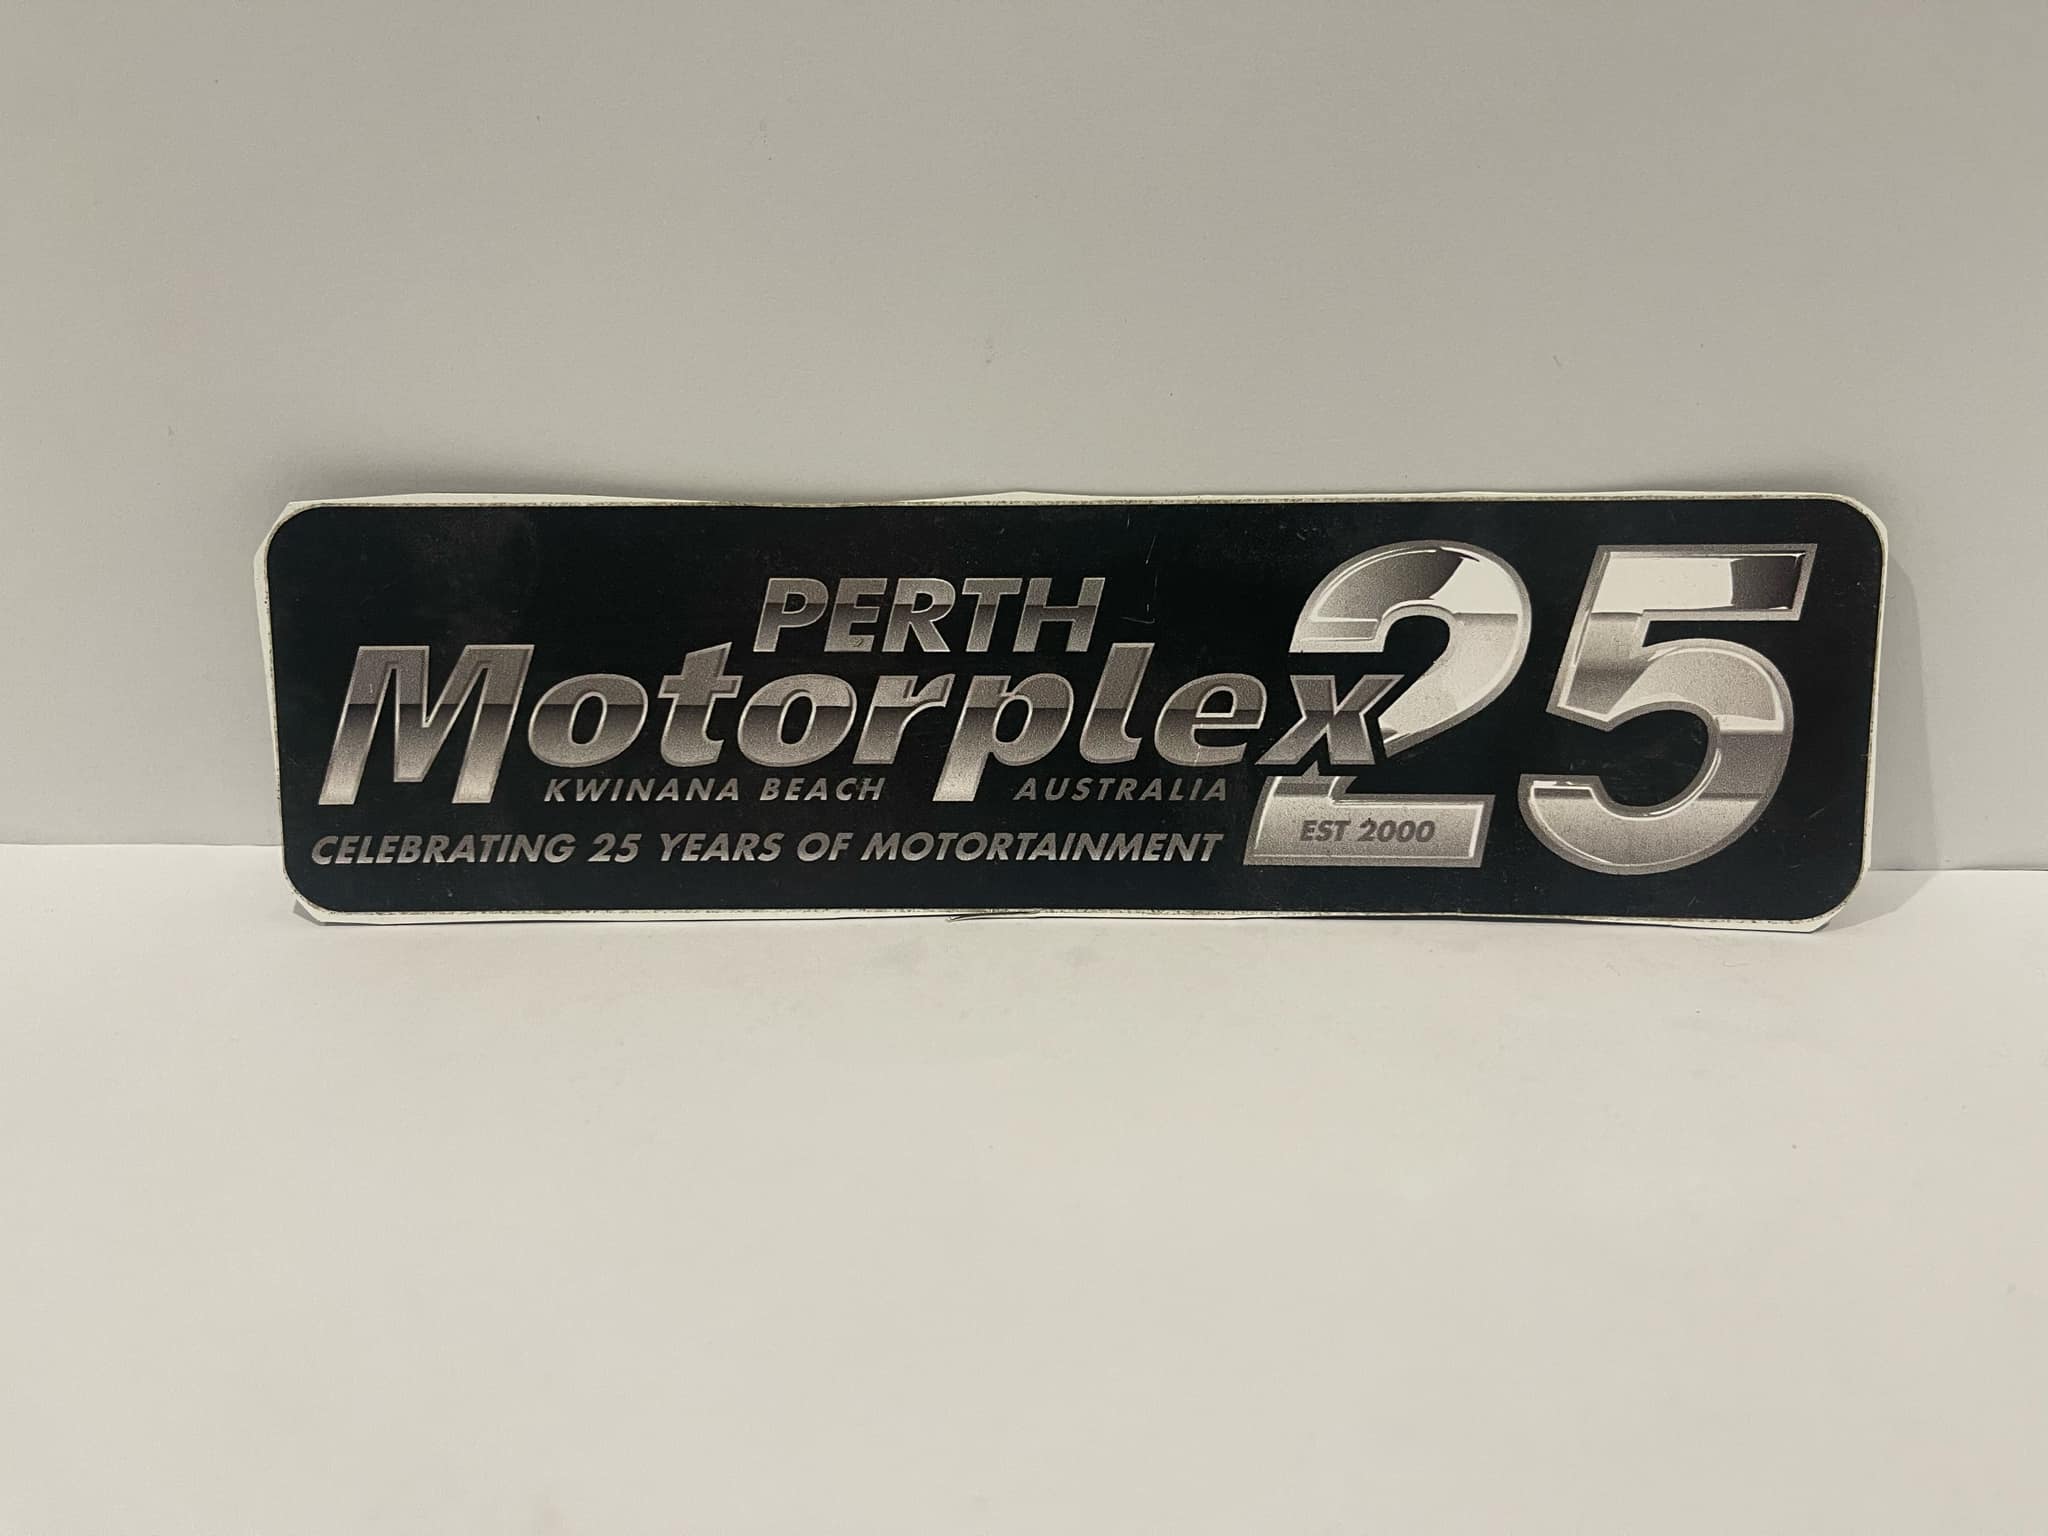 PERTH
Motorplex 25
KWINANA BEACH AUSTRALIA
EST 2000
CELEBRATING 25 YEARS OF MOTORTAINMENT